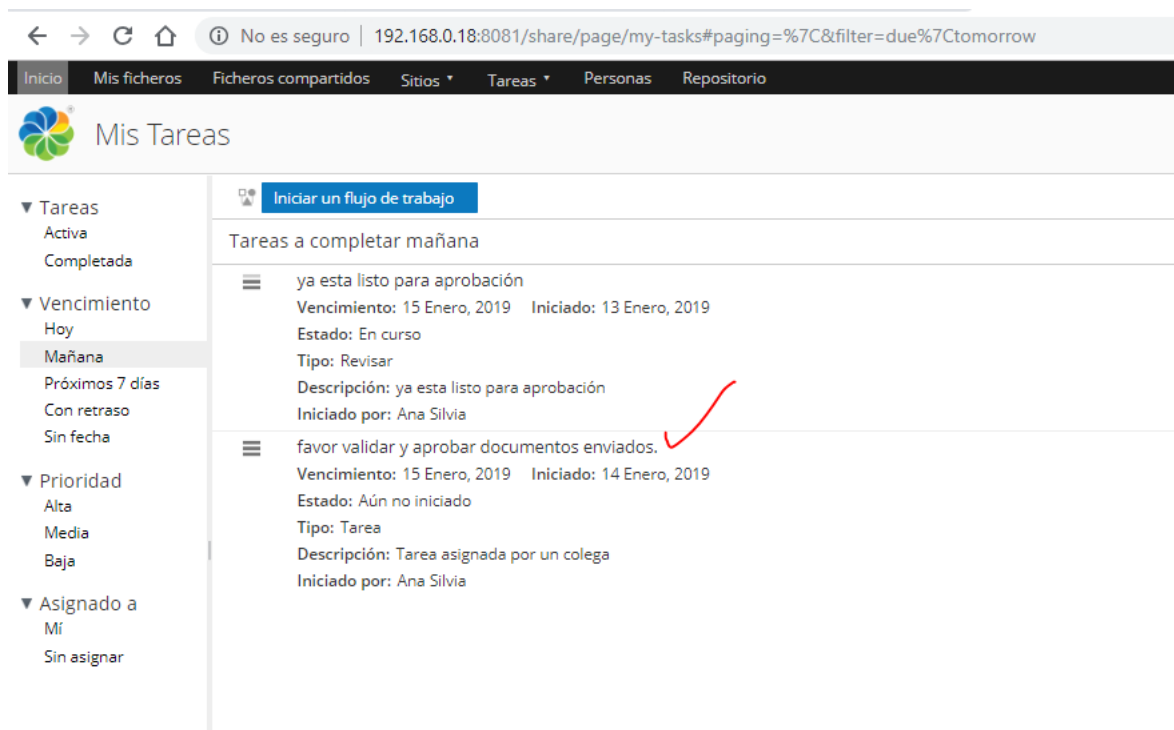 No es seguro | 192.168.0.18:8081/share/page/my-tasks#paging=%7C&filter=due%7Ctomorrow
Inicio Mis ficheros Ficheros compartidos Sitios Tareas Personas Repositorio
Mis Tareas
Tareas
Activa
Completada
Vencimiento
Hoy
Mañana
Próximos 7 días
Con retraso
Sin fecha
Prioridad
Alta
Media
Baja
Asignado a
Mí
Sin asignar
Iniciar un flujo de trabajo
Tareas a completar mañana
ya esta listo para aprobación
Vencimiento: 15 Enero, 2019 Iniciado: 13 Enero, 2019
Estado: En curso
Tipo: Revisar
Descripción: ya esta listo para aprobación
Iniciado por: Ana Silvia
favor validar y aprobar documentos enviados.
Vencimiento: 15 Enero, 2019 Iniciado: 14 Enero, 2019
Estado: Aún no iniciado
Tipo: Tarea
Descripción: Tarea asignada por un colega
Iniciado por: Ana Silvia